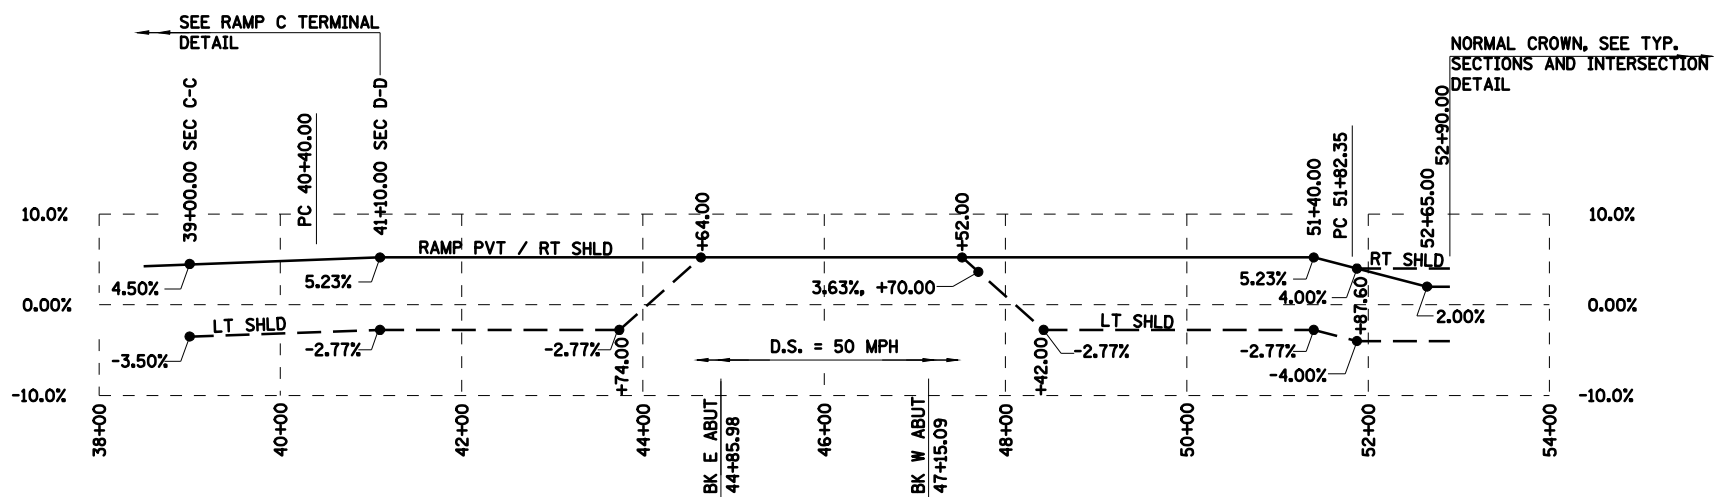 SEE RAMP C TERMINAL
DETAIL
NORMAL CROWN, SEE TYP.
SECTIONS AND INTERSECTION
DETAIL
39+00.00 SEC C-C
PC 40+40.00
41+10.00 SEC D-D
+64.00
+52.00
51+40.00
PC 51+82.35
52+65.00
52+90.00
10.0%
10.0%
RAMP PVT / RT SHLD
RT SHLD
4.50%
5.23%
3.63%, +70.00
5.23%
4.00%
+87.60
2.00%
0.00%
0.00%
LT SHLD
LT SHLD
-3.50%
-2.77%
-2.77%
+74.00
D.S. = 50 MPH
+42.00
-2.77%
-2.77%
-4.00%
-10.0%
-10.0%
38+00
40+00
42+00
44+00
BK E ABUT
44+85.98
46+00
BK W ABUT
47+15.09
48+00
50+00
52+00
54+00